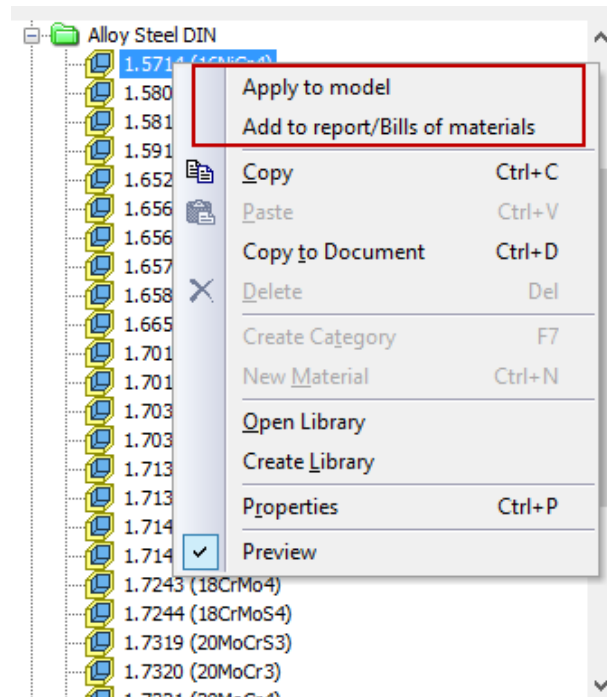 Alloy Steel DIN
1.5714 (16NiCr4)
1.580
1.581
1.591
1.652
1.656
1.656
1.657
1.658
1.665
1.701
1.701
1.703
1.703
1.713
1.713
1.714
1.714
1.7243 (18CrMo4)
1.7244 (18CrMoS4)
1.7319 (20MoCrS3)
1.7320 (20MoCr3)
Apply to model
Add to report/Bills of materials
Copy Ctrl+C
Paste Ctrl+V
Copy to Document Ctrl+D
Delete Del
Create Category F7
New Material Ctrl+N
Open Library
Create Library
Properties Ctrl+P
Preview